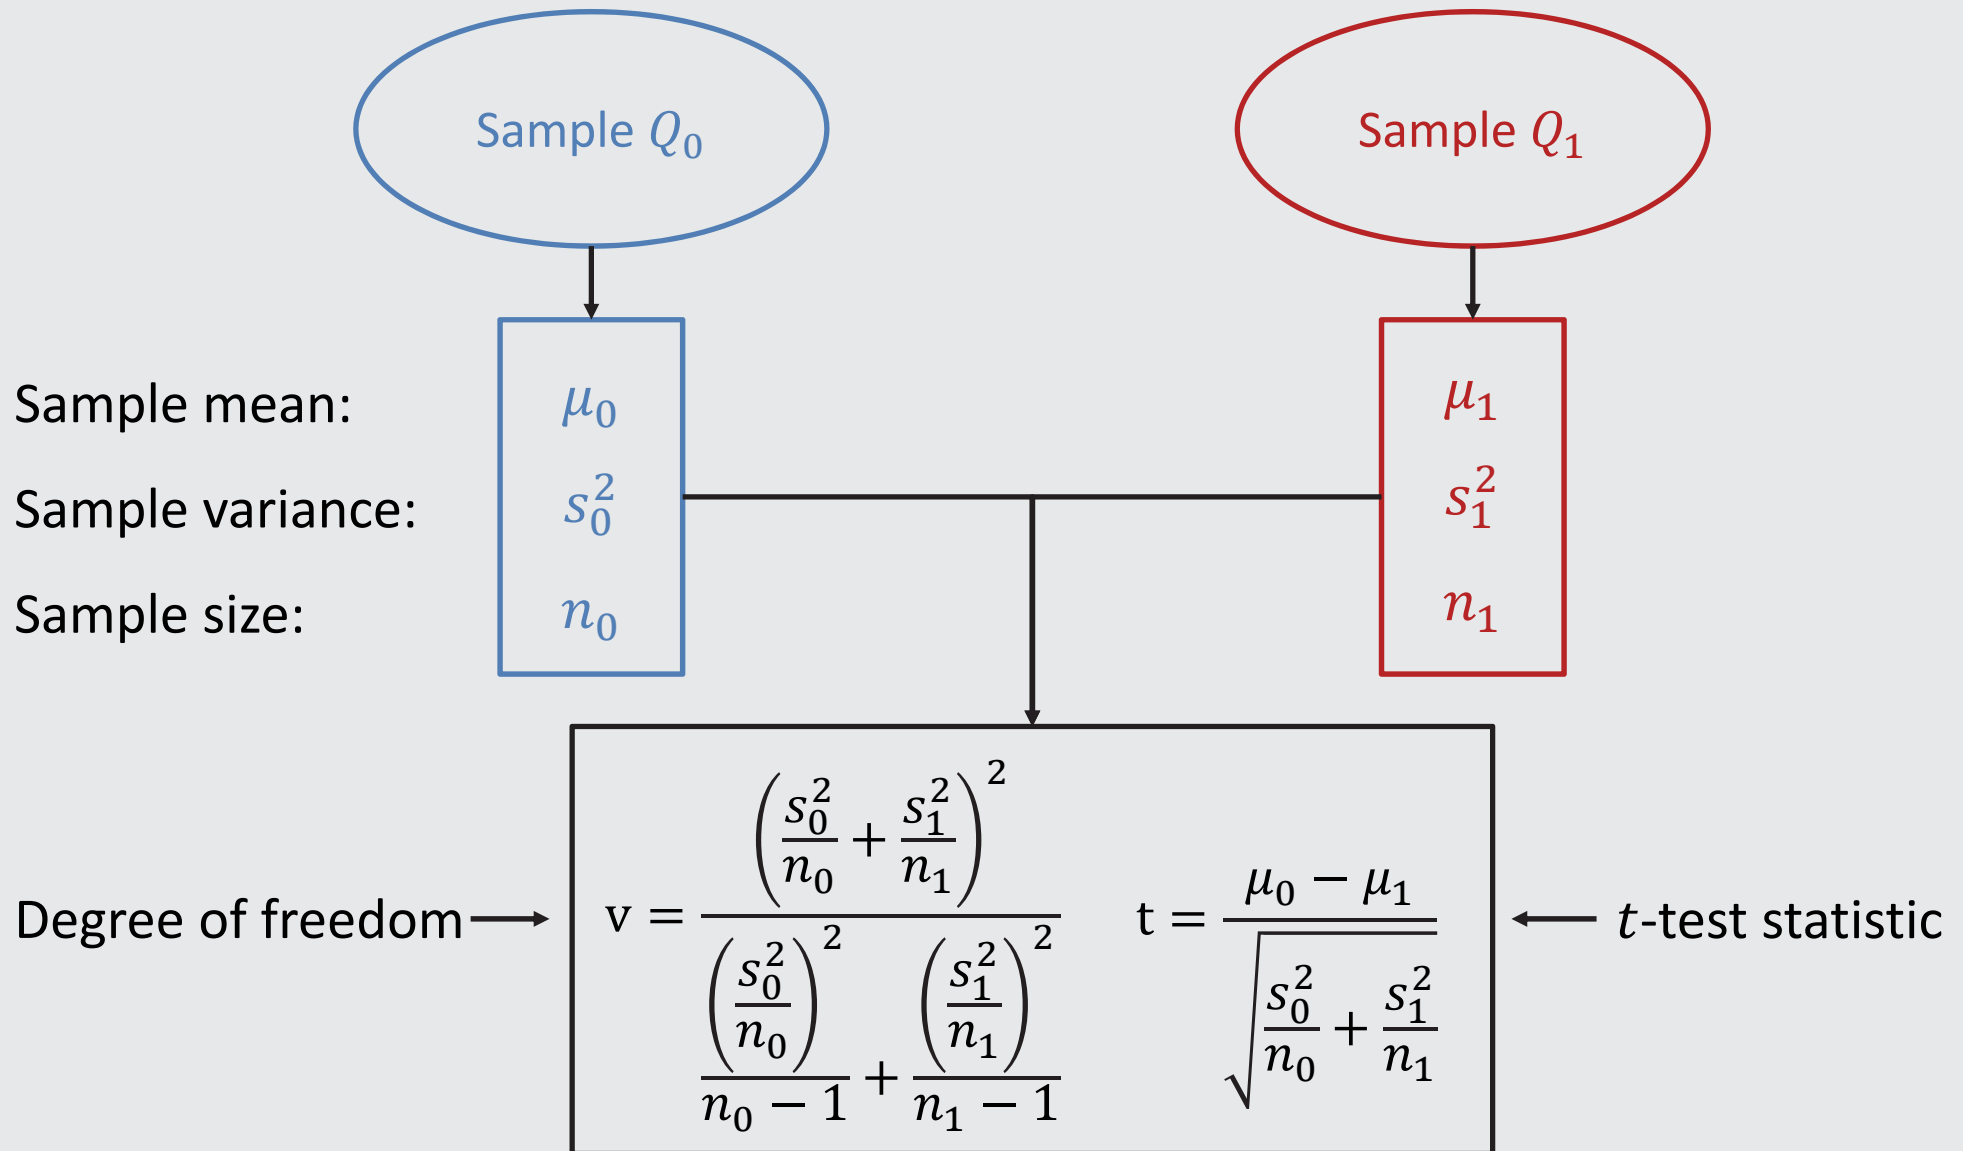 Sample Q₀
Sample Q₁
Sample mean: μ₀ μ₁
Sample variance: s₀² s₁²
Sample size: n₀ n₁
Degree of freedom
v = (s₀²/n₀ + s₁²/n₁)² / ((s₀²/n₀)²/(n₀ − 1) + (s₁²/n₁)²/(n₁ − 1))
t = (μ₀ − μ₁) / √(s₀²/n₀ + s₁²/n₁)
t-test statistic